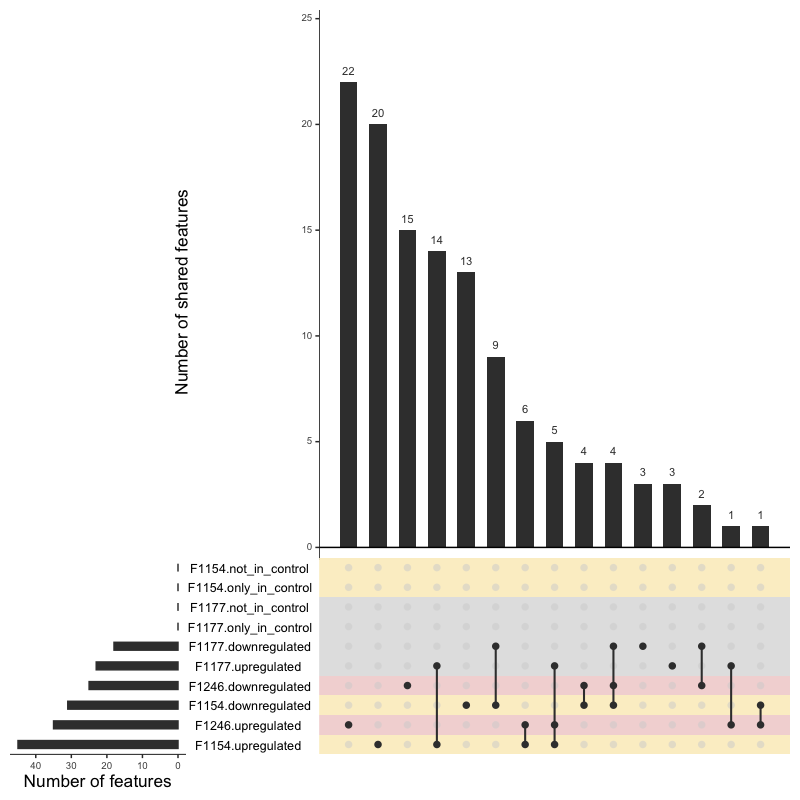 25
22
20
20
15
15
14
13
10
9
6
5
5
4
4
3
3
2
1
1
0
Number of shared features
F1154.not_in_control
F1154.only_in_control
F1177.not_in_control
F1177.only_in_control
F1177.downregulated
F1177.upregulated
F1246.downregulated
F1154.downregulated
F1246.upregulated
F1154.upregulated
40 30 20 10 0
Number of features